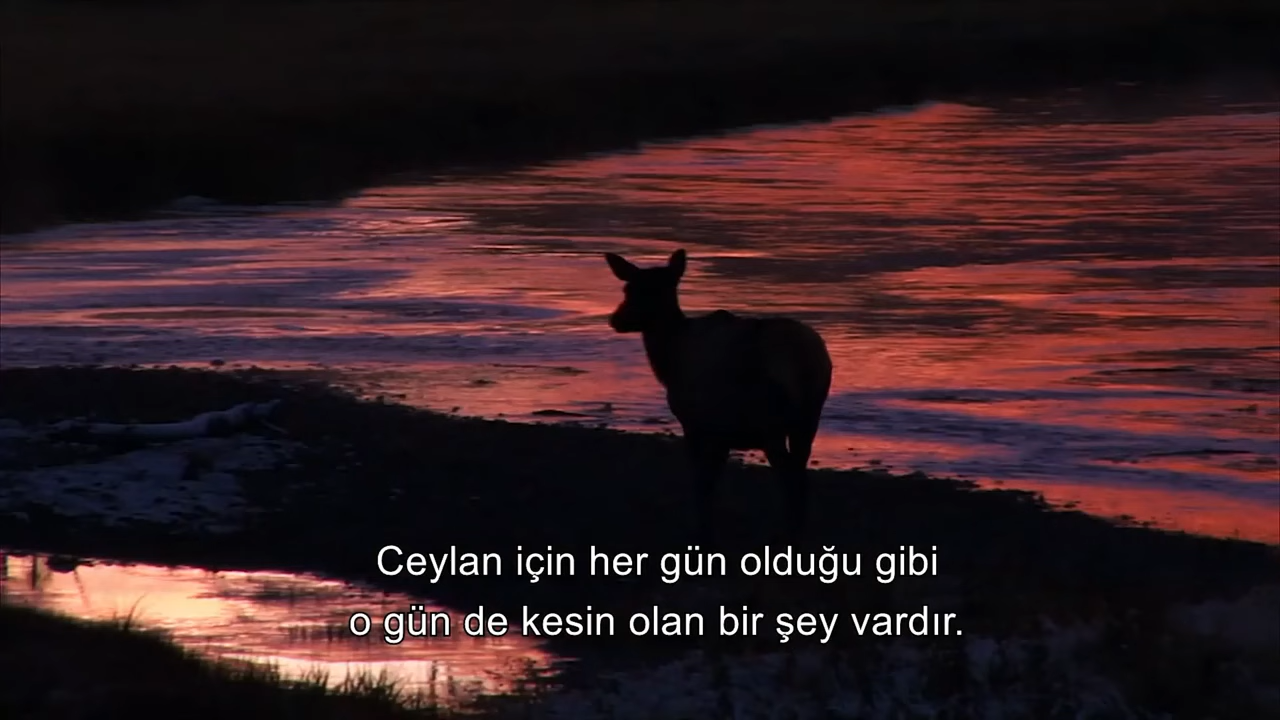 Ceylan için her gün olduğu gibi
o gün de kesin olan bir şey vardır.